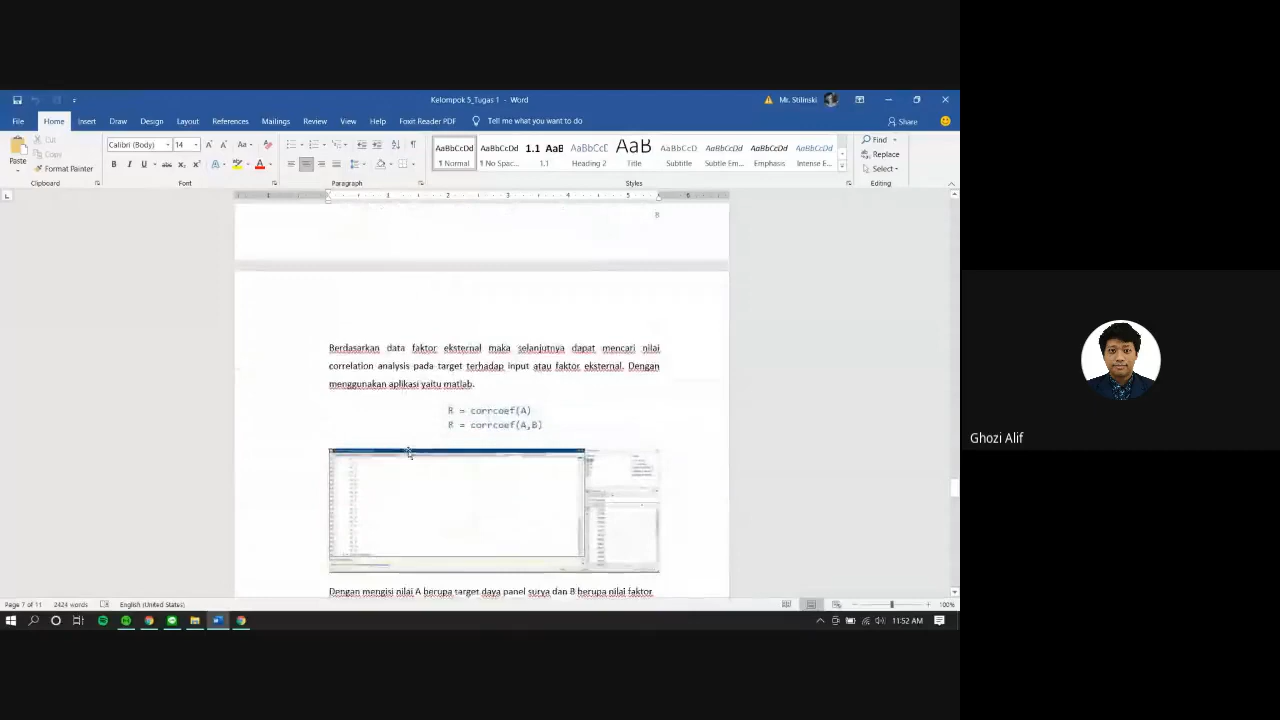 Kelompok 5_Tugas 1 - Word
Mr. Stilinski
File Home Insert Draw Design Layout References Mailings Review View Help Foxit Reader PDF Tell me what you want to do Share
Cut
Copy
Format Painter
Paste
Calibri (Body) 14
AaBbCcDd AaBbCcDd 1.1 AaB AaBbCcC AaB AaBbCcDd AaBbCcDd AaBbCcDd AaBbCcDd
¶ Normal ¶ No Spac... 1.1 Heading 2 Title Subtitle Subtle Em... Emphasis Intense E...
Find
Replace
Select
Clipboard Font Paragraph Styles Editing
Berdasarkan data faktor eksternal maka selanjutnya dapat mencari nilai
correlation analysis pada target terhadap input atau faktor eksternal. Dengan
menggunakan aplikasi yaitu matlab.
R = corrcoef(A)
R = corrcoef(A,B)
Dengan mengisi nilai A berupa target daya panel surya dan B berupa nilai faktor
Page 7 of 11 2424 words English (United States) 100%
11:52 AM
Ghozi Alif